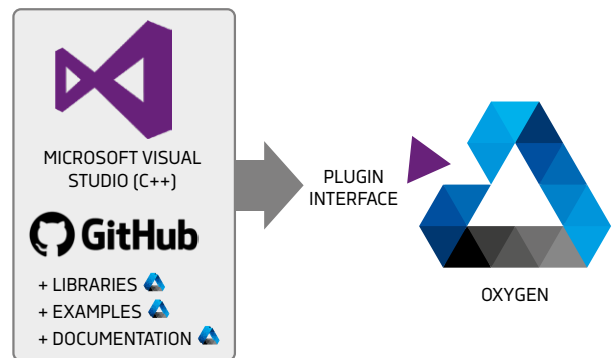 MICROSOFT VISUAL
STUDIO (C++)
GitHub
+ LIBRARIES
+ EXAMPLES
+ DOCUMENTATION
PLUGIN
INTERFACE
OXYGEN